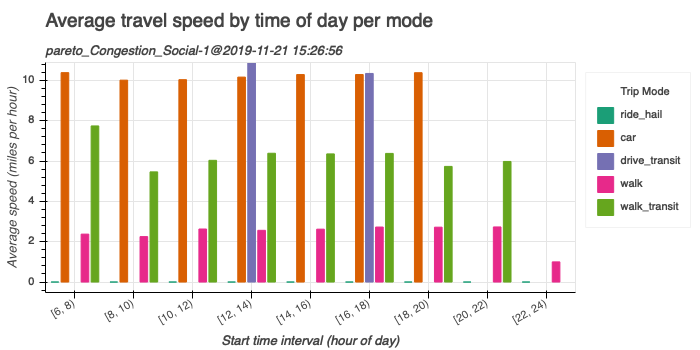 Average travel speed by time of day per mode
pareto_Congestion_Social-1@2019-11-21 15:26:56
Average speed (miles per hour)
10
8
6
4
2
0
[6, 8)
[8, 10)
[10, 12)
[12, 14)
[14, 16)
[16, 18)
[18, 20)
[20, 22)
[22, 24)
Start time interval (hour of day)
Trip Mode
ride_hail
car
drive_transit
walk
walk_transit